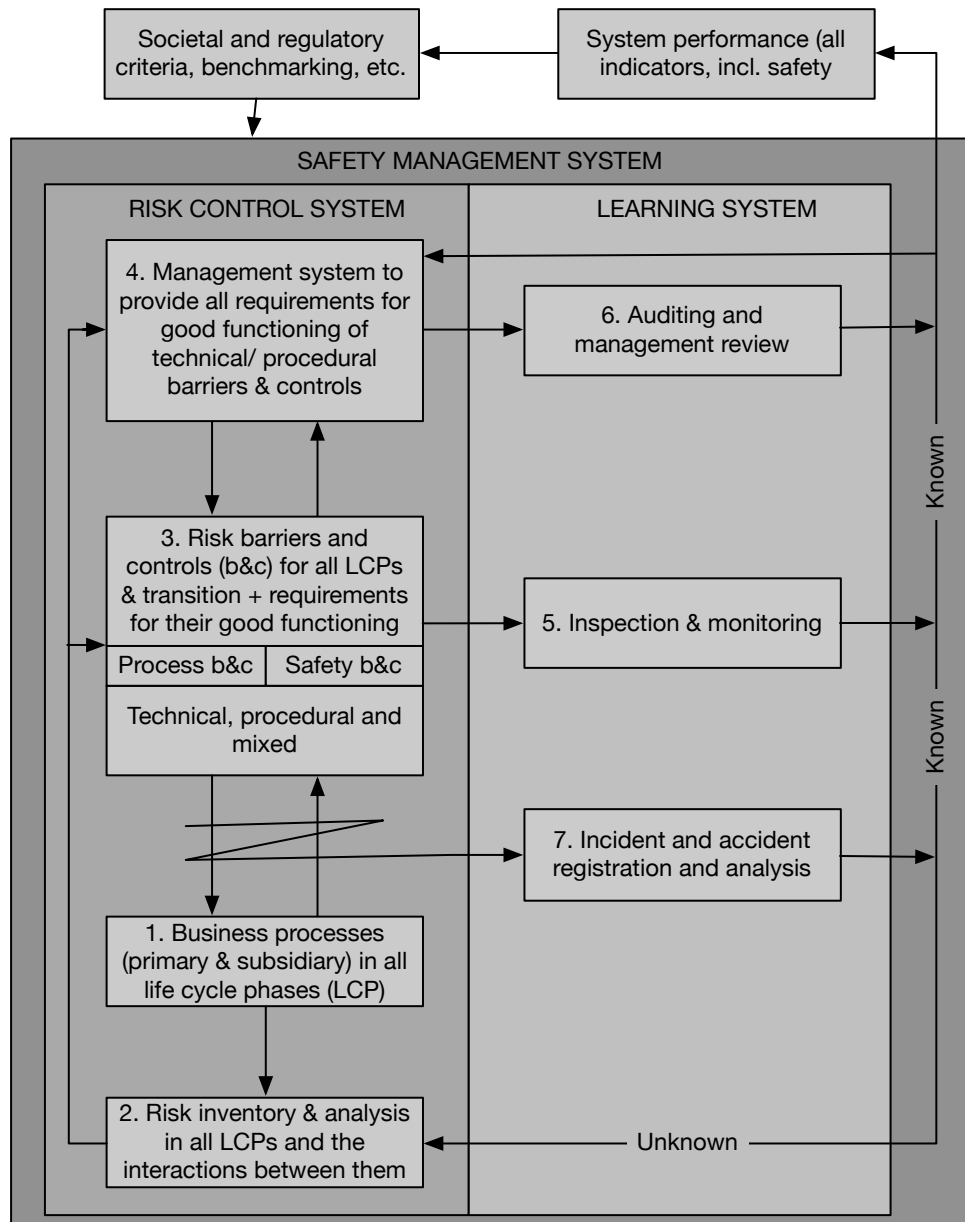 Societal and regulatory
criteria, benchmarking, etc.
System performance (all
indicators, incl. safety
SAFETY MANAGEMENT SYSTEM
RISK CONTROL SYSTEM
LEARNING SYSTEM
4. Management system to
provide all requirements for
good functioning of
technical/ procedural
barriers & controls
6. Auditing and
management review
Known
3. Risk barriers and
controls (b&c) for all LCPs
& transition + requirements
for their good functioning
Process b&c
Safety b&c
Technical, procedural and
mixed
5. Inspection & monitoring
Known
7. Incident and accident
registration and analysis
1. Business processes
(primary & subsidiary) in all
life cycle phases (LCP)
2. Risk inventory & analysis
in all LCPs and the
interactions between them
Unknown